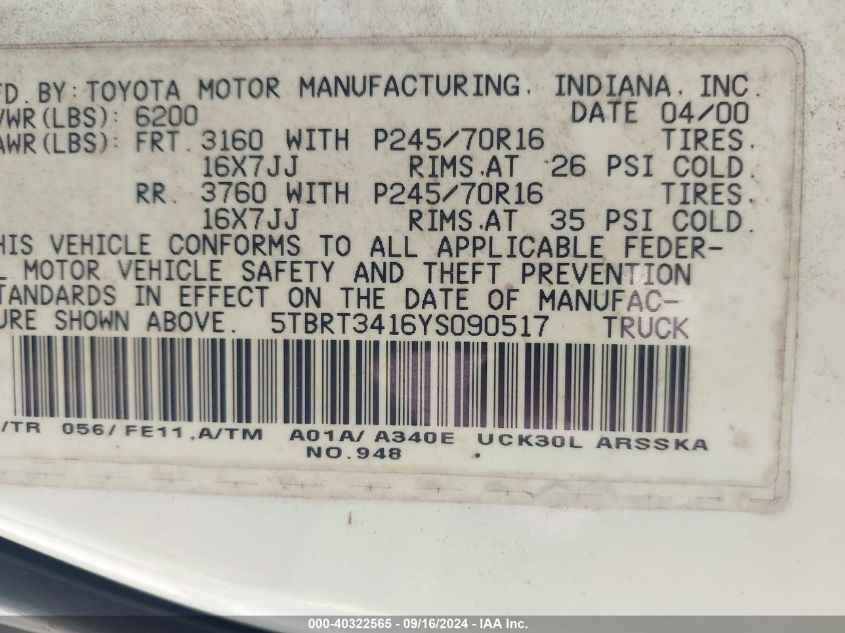 FD. BY: TOYOTA MOTOR MANUFACTURING, INDIANA, INC.
VWR(LBS): 6200 DATE 04/00
AWR(LBS): FRT. 3160 WITH P245/70R16 TIRES.
16X7JJ RIMS.AT 26 PSI COLD.
RR. 3760 WITH P245/70R16 TIRES.
16X7JJ RIMS.AT 35 PSI COLD.
HIS VEHICLE CONFORMS TO ALL APPLICABLE FEDER-
L MOTOR VEHICLE SAFETY AND THEFT PREVENTION
TANDARDS IN EFFECT ON THE DATE OF MANUFAC-
URE SHOWN ABOVE. 5TBRT3416YS090517 TRUCK
/TR 056/FE11,A/TM A01A/A340E UCK30L ARSSKA
NO.948
000-40322565 - 09/16/2024 - IAA Inc.